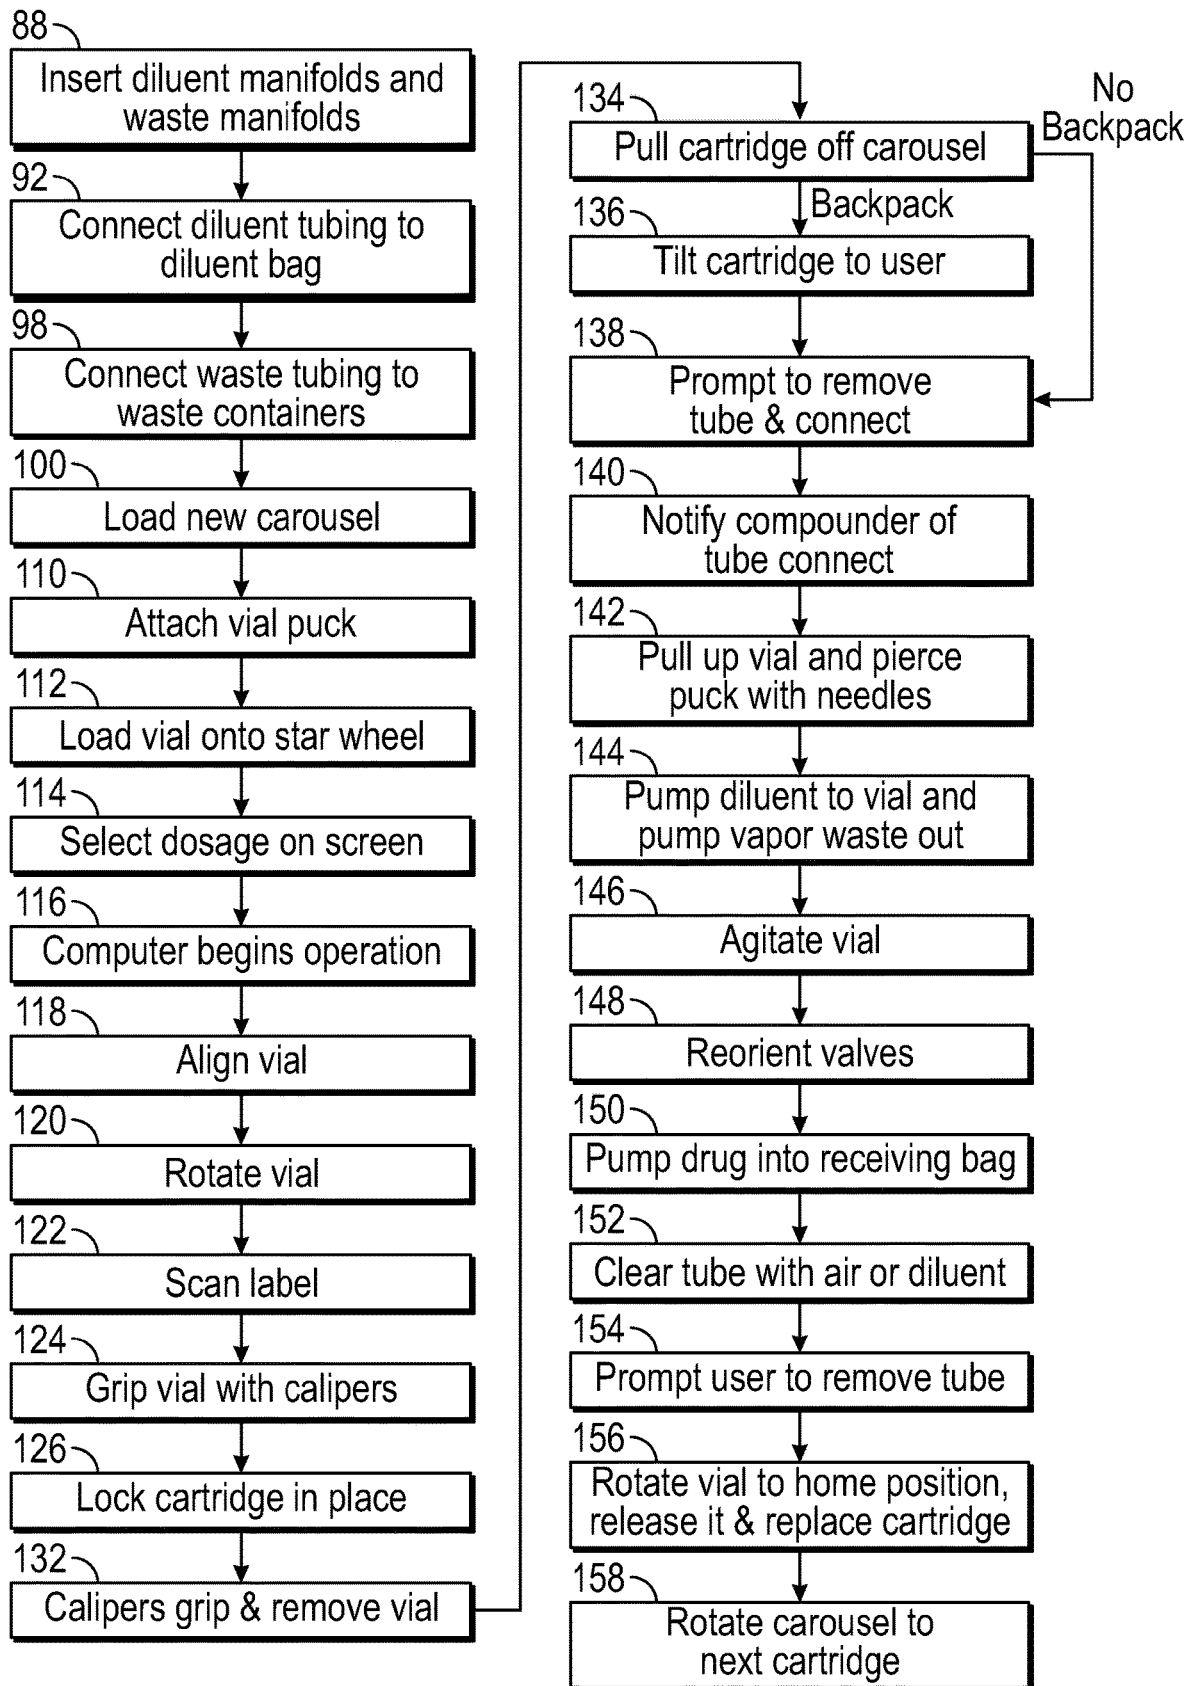 88
Insert diluent manifolds and
waste manifolds
92
Connect diluent tubing to
diluent bag
98
Connect waste tubing to
waste containers
100
Load new carousel
110
Attach vial puck
112
Load vial onto star wheel
114
Select dosage on screen
116
Computer begins operation
118
Align vial
120
Rotate vial
122
Scan label
124
Grip vial with calipers
126
Lock cartridge in place
132
Calipers grip & remove vial
134
Pull cartridge off carousel
No
Backpack
Backpack
136
Tilt cartridge to user
138
Prompt to remove
tube & connect
140
Notify compounder of
tube connect
142
Pull up vial and pierce
puck with needles
144
Pump diluent to vial and
pump vapor waste out
146
Agitate vial
148
Reorient valves
150
Pump drug into receiving bag
152
Clear tube with air or diluent
154
Prompt user to remove tube
156
Rotate vial to home position,
release it & replace cartridge
158
Rotate carousel to
next cartridge